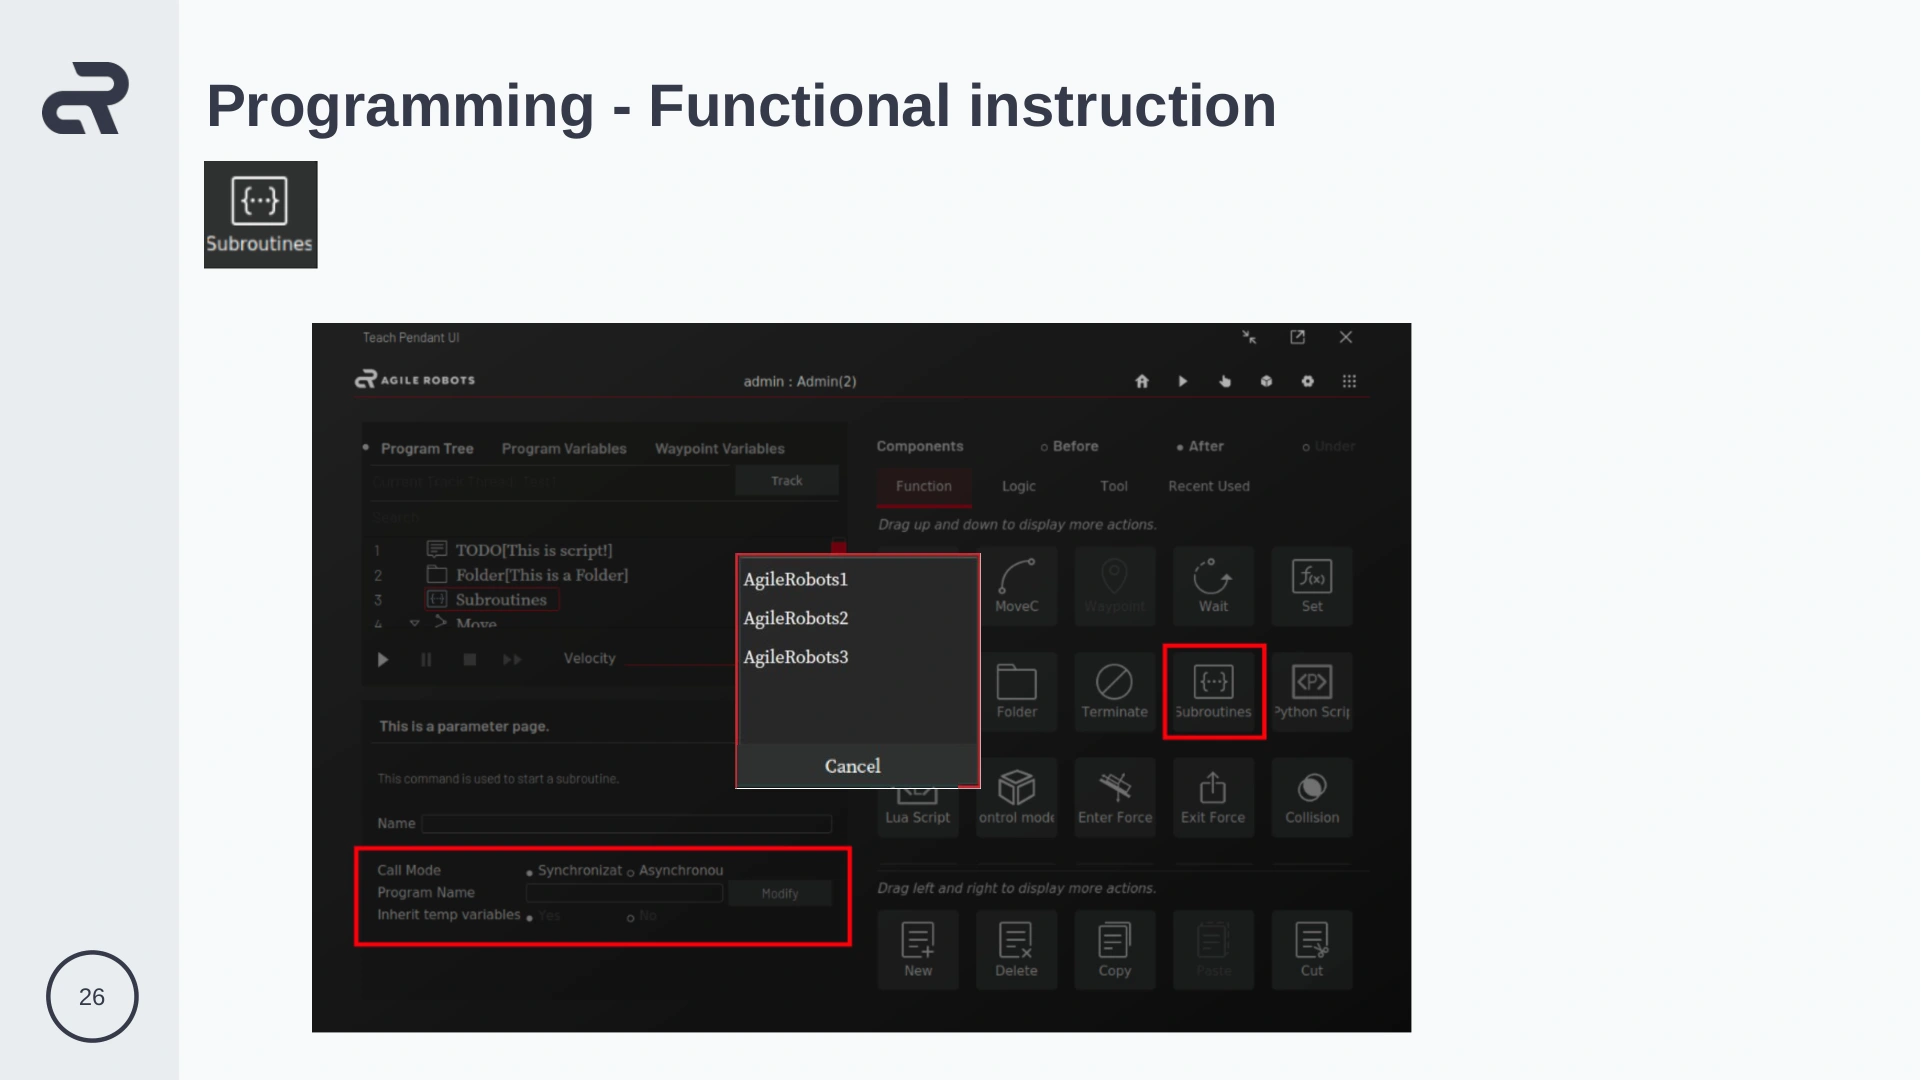 Programming - Functional instruction
Subroutines
Teach Pendant UI
AGILE ROBOTS
admin : Admin(2)
Program Tree
Program Variables
Waypoint Variables
Track
Search
1 TODO[This is script!]
2 Folder[This is a Folder]
3 Subroutines
4 Move
Velocity
This is a parameter page.
This command is used to start a subroutine.
Name
Call Mode Synchronizat Asynchronou
Program Name Modify
Inherit temp variables Yes No
AgileRobots1
AgileRobots2
AgileRobots3
Cancel
Components Before After Under
Function Logic Tool Recent Used
Drag up and down to display more actions.
MoveC Waypoint Wait Set
Folder Terminate Subroutines Python Scrip
Lua Script ontrol mode Enter Force Exit Force Collision
Drag left and right to display more actions.
New Delete Copy Paste Cut
26